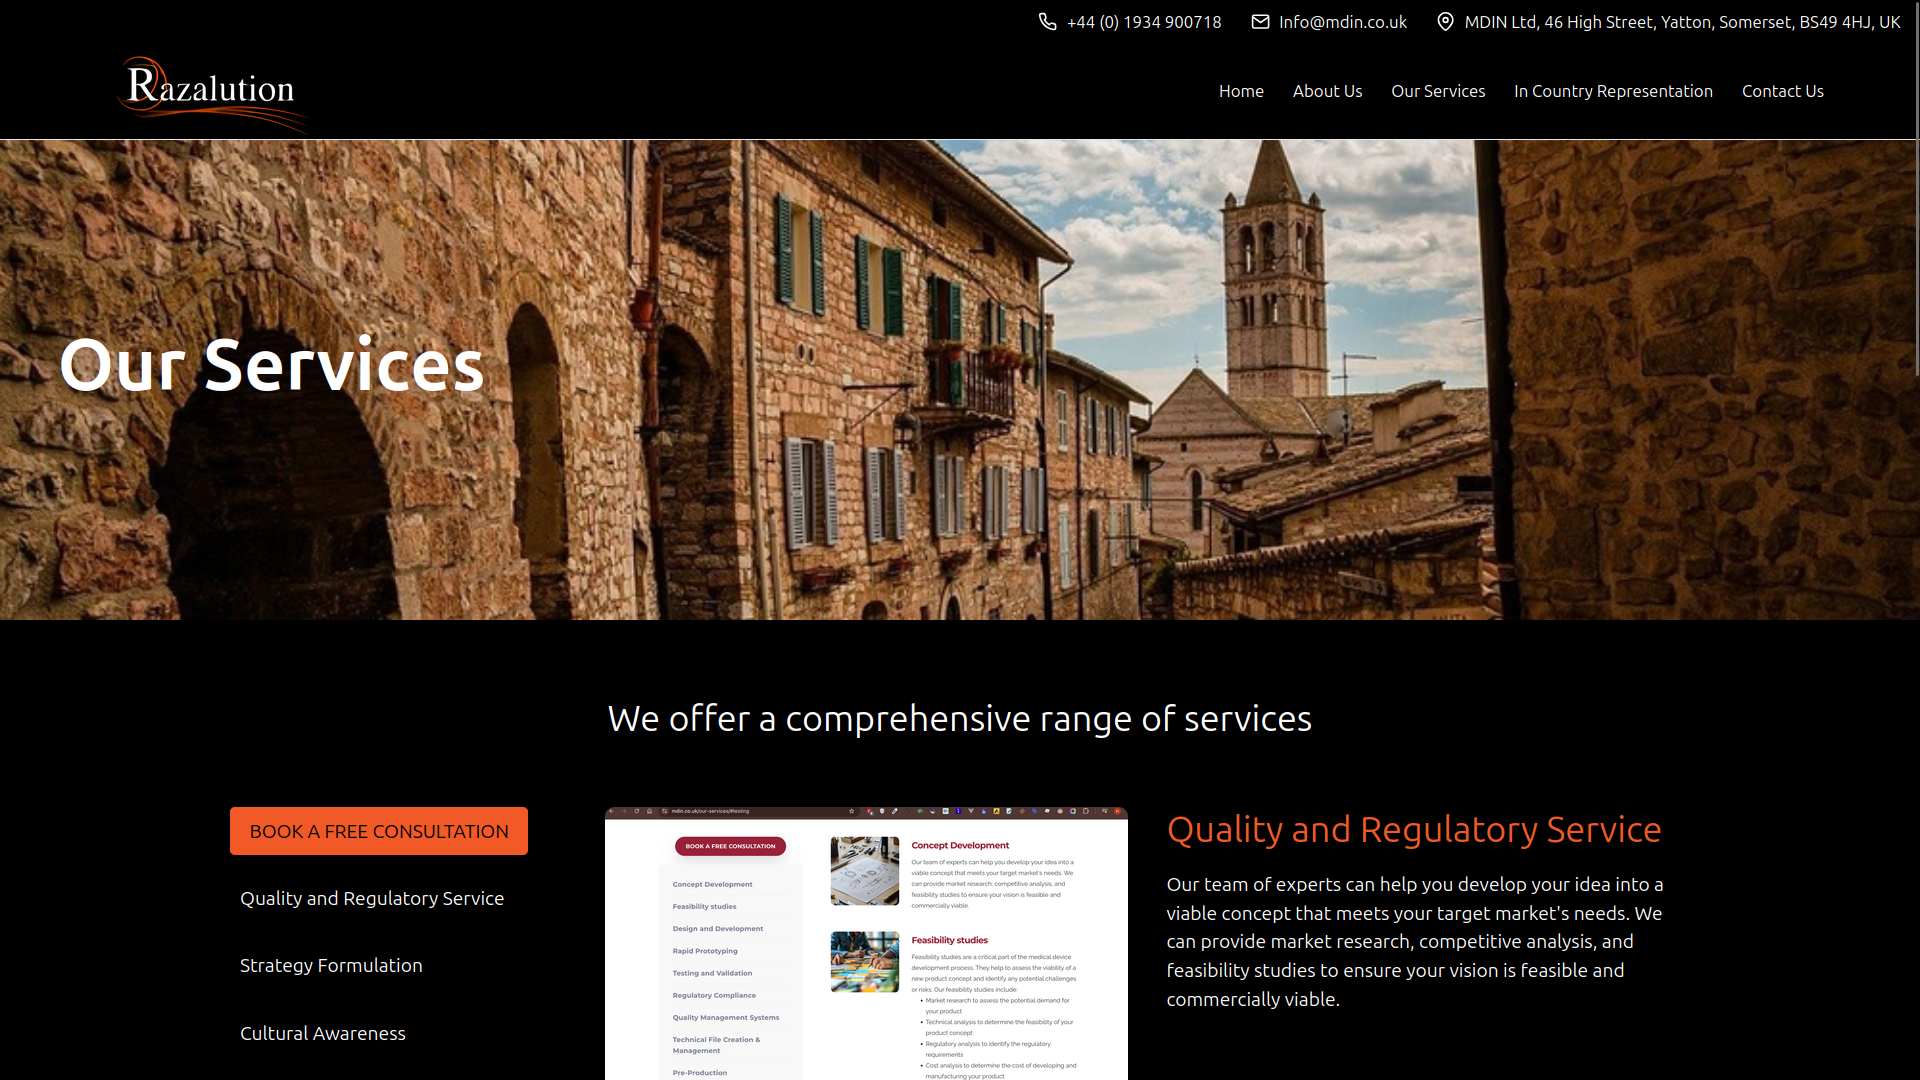 +44 (0) 1934 900718
Info@mdin.co.uk
MDIN Ltd, 46 High Street, Yatton, Somerset, BS49 4HJ, UK
Razalution
Home
About Us
Our Services
In Country Representation
Contact Us
Our Services
We offer a comprehensive range of services
BOOK A FREE CONSULTATION
Quality and Regulatory Service
Strategy Formulation
Cultural Awareness
mdin.co.uk/our-services/#testing
BOOK A FREE CONSULTATION
Concept Development
Feasibility studies
Design and Development
Rapid Prototyping
Testing and Validation
Regulatory Compliance
Quality Management Systems
Technical File Creation &
Management
Pre-Production
Concept Development
Our team of experts can help you develop your idea into a
viable concept that meets your target market's needs. We
can provide market research, competitive analysis, and
feasibility studies to ensure your vision is feasible and
commercially viable.
Feasibility studies
Feasibility studies are a critical part of the medical device
development process. They help to assess the viability of a
new product concept and identify any potential challenges
or risks. Our feasibility studies include:
• Market research to assess the potential demand for
your product
• Technical analysis to determine the feasibility of your
product concept
• Regulatory analysis to identify the regulatory
requirements
• Cost analysis to determine the cost of developing and
manufacturing your product
Quality and Regulatory Service
Our team of experts can help you develop your idea into a
viable concept that meets your target market's needs. We
can provide market research, competitive analysis, and
feasibility studies to ensure your vision is feasible and
commercially viable.